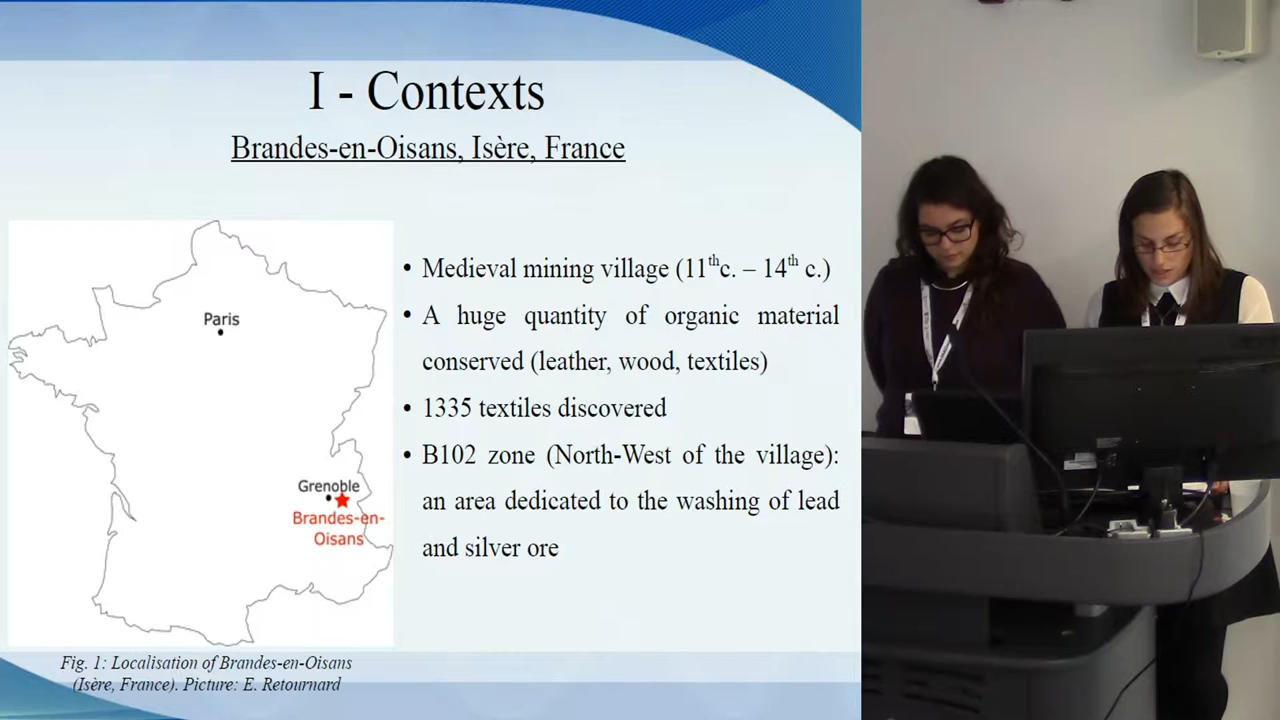 I - Contexts
Brandes-en-Oisans, Isère, France
Paris
Grenoble
Brandes-en-
Oisans
• Medieval mining village (11th c. – 14th c.)
• A huge quantity of organic material
conserved (leather, wood, textiles)
• 1335 textiles discovered
• B102 zone (North-West of the village):
an area dedicated to the washing of lead
and silver ore
Fig. 1: Localisation of Brandes-en-Oisans
(Isère, France). Picture: E. Retournard